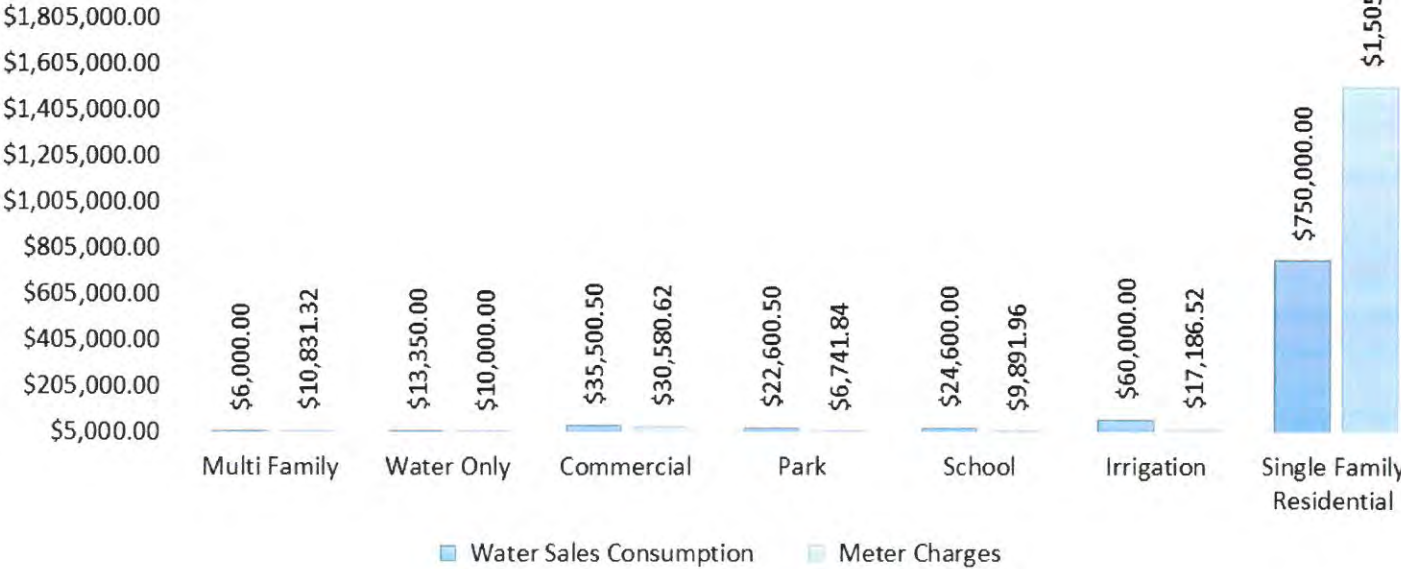 $1,805,000.00
$1,605,000.00
$1,405,000.00
$1,205,000.00
$1,005,000.00
$805,000.00
$605,000.00
$405,000.00
$205,000.00
$5,000.00
$6,000.00
$10,831.32
$13,350.00
$10,000.00
$35,500.50
$30,580.62
$22,600.50
$6,741.84
$24,600.00
$9,891.96
$60,000.00
$17,186.52
$750,000.00
Multi Family
Water Only
Commercial
Park
School
Irrigation
Single Family
Residential
Water Sales Consumption
Meter Charges